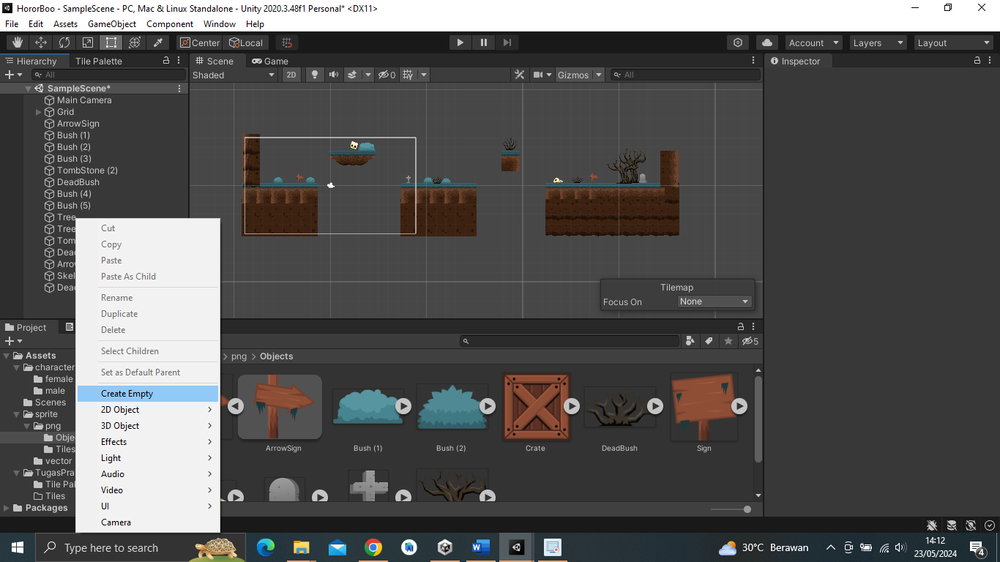 HororBoo - SampleScene - PC, Mac & Linux Standalone - Unity 2020.3.48f1 Personal* <DX11>
File Edit Assets GameObject Component Window Help
Center Local Account Layers Layout
Hierarchy Tile Palette Scene Game Inspector
All Shaded 2D 0 Gizmos All
SampleScene*
Main Camera
Grid
ArrowSign
Bush (1)
Bush (2)
Bush (3)
TombStone (2)
DeadBush
Bush (4)
Bush (5)
Tree
Tree
Tom
Dea
Arro
Skel
Dea
Cut
Copy
Paste
Paste As Child
Rename
Duplicate
Delete
Select Children
Set as Default Parent
Create Empty
2D Object
3D Object
Effects
Light
Audio
Video
UI
Camera
Tilemap
Focus On None
Project
5
Assets
character
female
male
Scenes
sprite
png
Objec
Tiles
vector
TugasPra
Tile Pal
Tiles
Packages
png Objects
ArrowSign Bush (1) Bush (2) Crate DeadBush Sign
Type here to search
30°C Berawan
14:12
23/05/2024
4